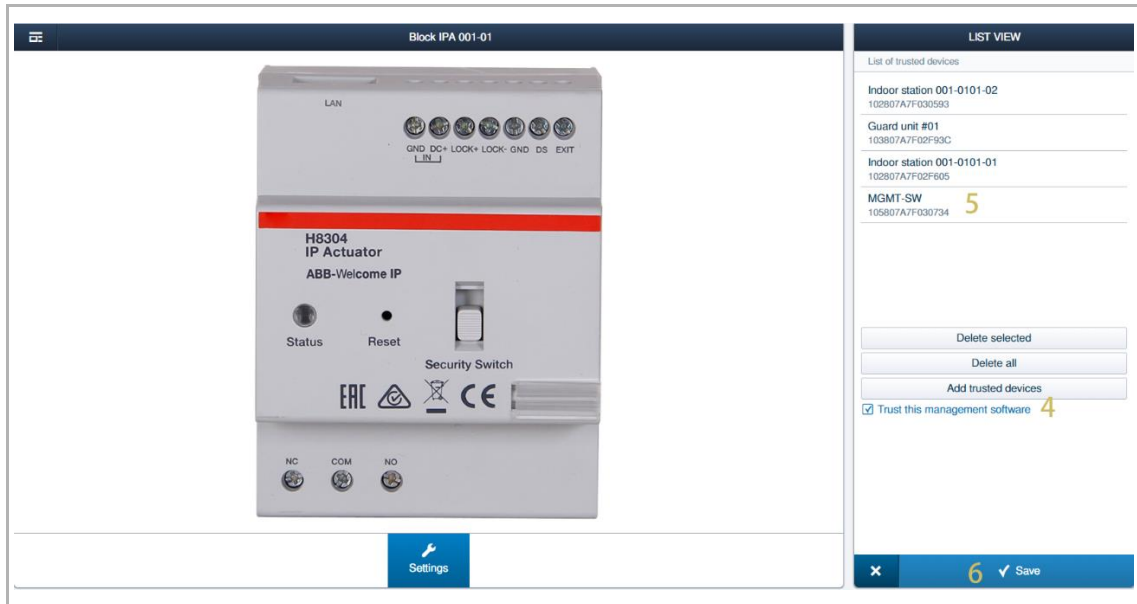 Block IPA 001-01
LAN
GND DC+ LOCK+ LOCK- GND DS EXIT
IN
H8304
IP Actuator
ABB-Welcome IP
Status
Reset
Security Switch
EAC CE
NC COM NO
Settings
LIST VIEW
List of trusted devices
Indoor station 001-0101-02
102807A7F030593
Guard unit #01
103807A7F02F93C
Indoor station 001-0101-01
102807A7F02F605
MGMT-SW
105807A7F030734
5
Delete selected
Delete all
Add trusted devices
Trust this management software 4
6 Save